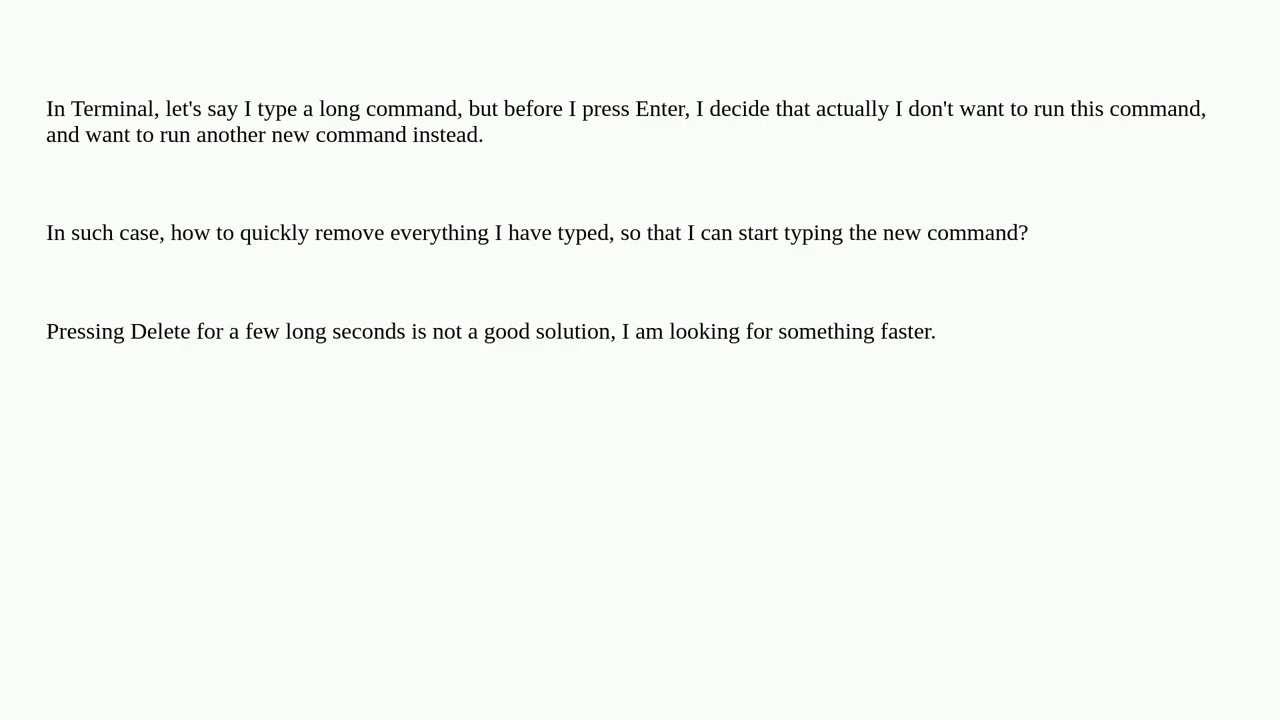 In Terminal, let's say I type a long command, but before I press Enter, I decide that actually I don't want to run this command,
and want to run another new command instead.
In such case, how to quickly remove everything I have typed, so that I can start typing the new command?
Pressing Delete for a few long seconds is not a good solution, I am looking for something faster.